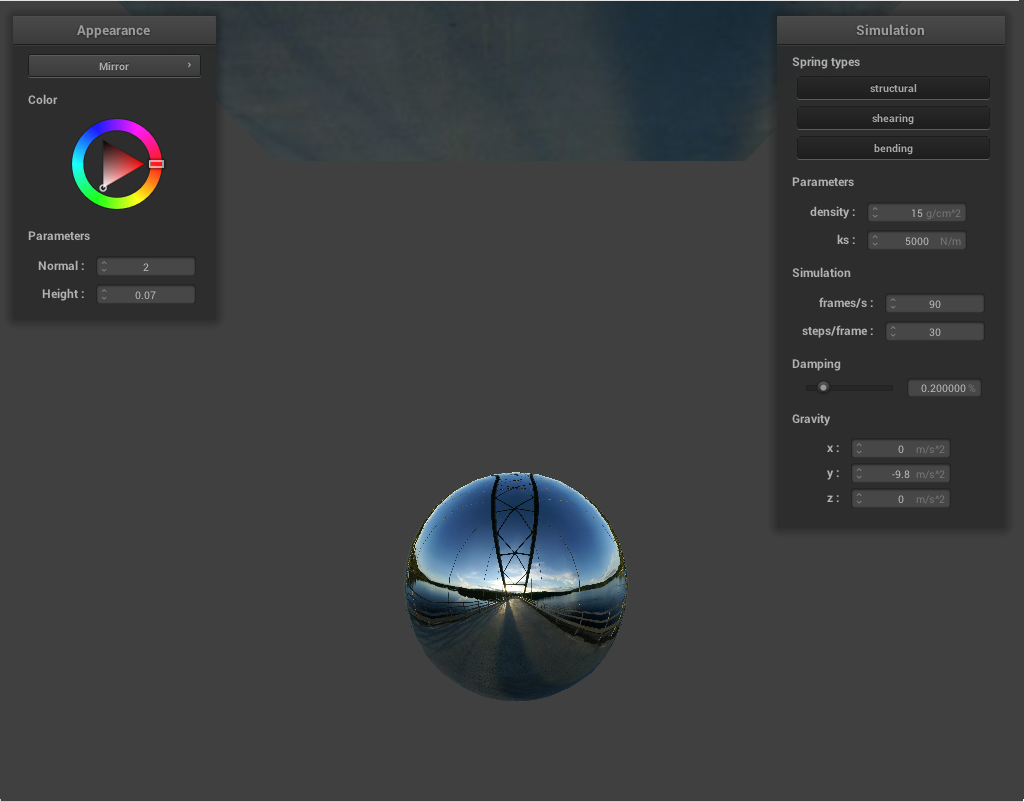 Appearance
Mirror
Color
Parameters
Normal : 2
Height : 0.07
Simulation
Spring types
structural
shearing
bending
Parameters
density : 15 g/cm^2
ks : 5000 N/m
Simulation
frames/s : 90
steps/frame : 30
Damping
0.200000 %
Gravity
x : 0 m/s^2
y : -9.8 m/s^2
z : 0 m/s^2